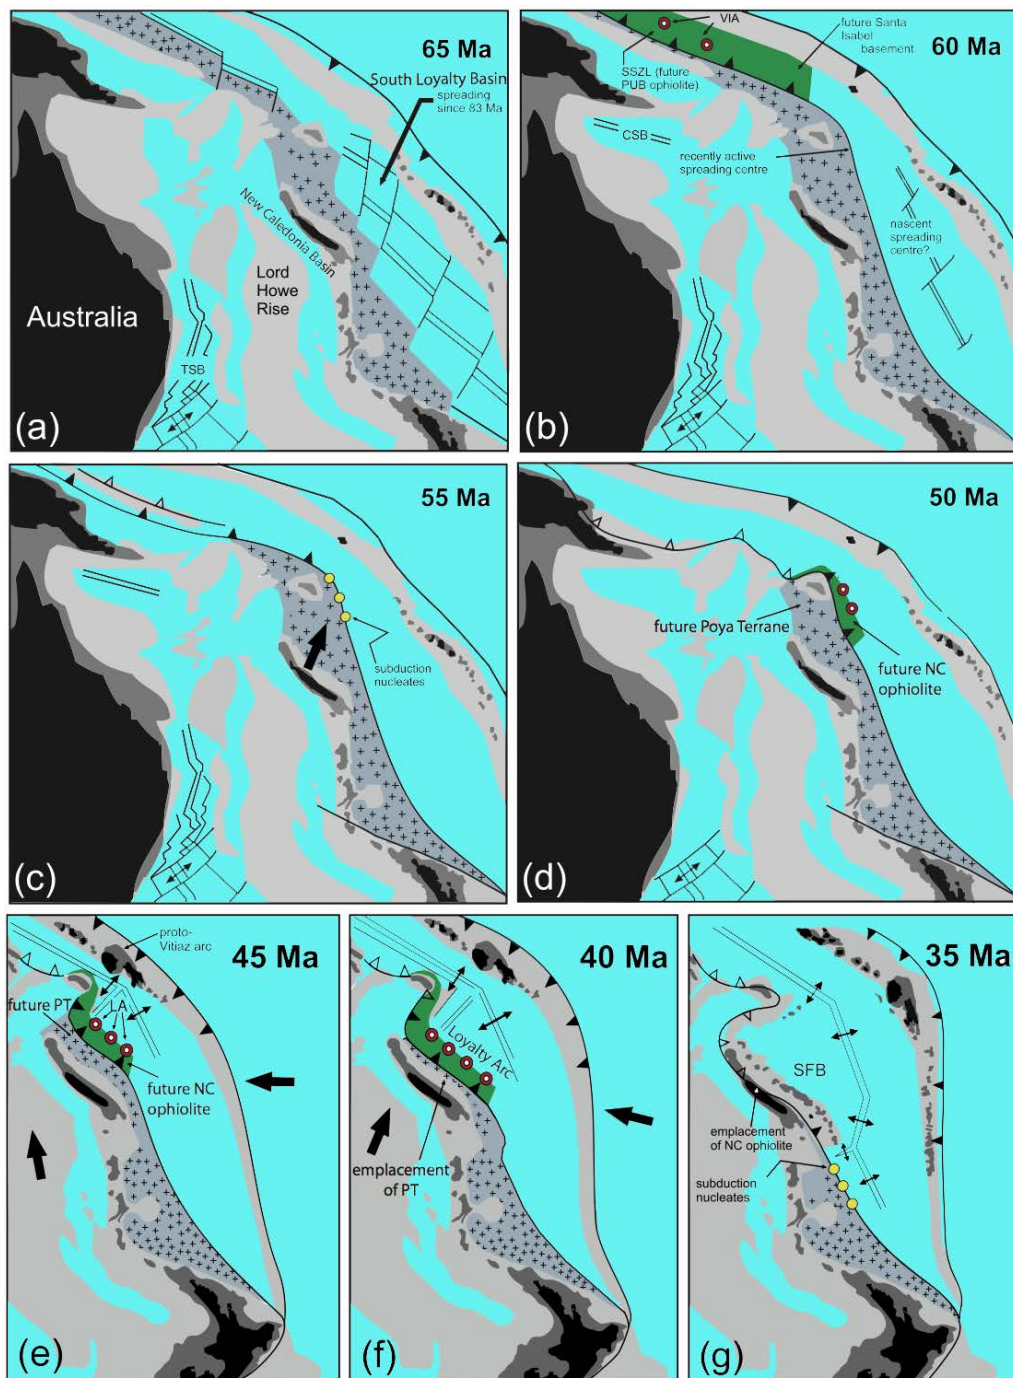 65 Ma
South Loyalty Basin
spreading
since 83 Ma
New Caledonia Basin
Lord
Howe
Rise
Australia
TSB
(a)
60 Ma
VIA
future Santa
Isabel
basement
SSZL (future
PUB ophiolite)
CSB
recently active
spreading centre
nascent
spreading
centre?
(b)
55 Ma
subduction
nucleates
(c)
50 Ma
future Poya Terrane
future NC
ophiolite
(d)
proto-
Vitiaz arc
45 Ma
future PT
LA
future NC
ophiolite
(e)
40 Ma
Loyalty Arc
emplacement
of PT
(f)
35 Ma
SFB
emplacement
of NC ophiolite
subduction
nucleates
(g)